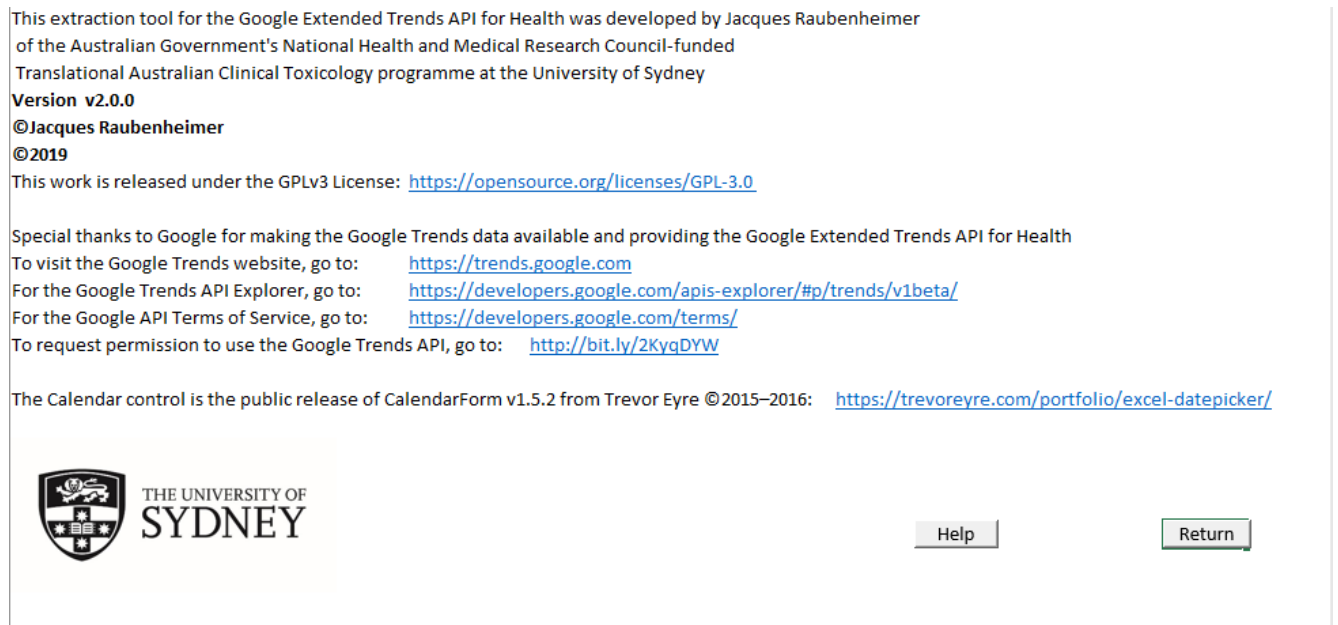 This extraction tool for the Google Extended Trends API for Health was developed by Jacques Raubenheimer
of the Australian Government's National Health and Medical Research Council-funded
Translational Australian Clinical Toxicology programme at the University of Sydney
Version v2.0.0
©Jacques Raubenheimer
©2019
This work is released under the GPLv3 License: https://opensource.org/licenses/GPL-3.0
Special thanks to Google for making the Google Trends data available and providing the Google Extended Trends API for Health
To visit the Google Trends website, go to: https://trends.google.com
For the Google Trends API Explorer, go to: https://developers.google.com/apis-explorer/#p/trends/v1beta/
For the Google API Terms of Service, go to: https://developers.google.com/terms/
To request permission to use the Google Trends API, go to: http://bit.ly/2KyqDYW
The Calendar control is the public release of CalendarForm v1.5.2 from Trevor Eyre ©2015–2016: https://trevoreyre.com/portfolio/excel-datepicker/
THE UNIVERSITY OF
SYDNEY
Help Return